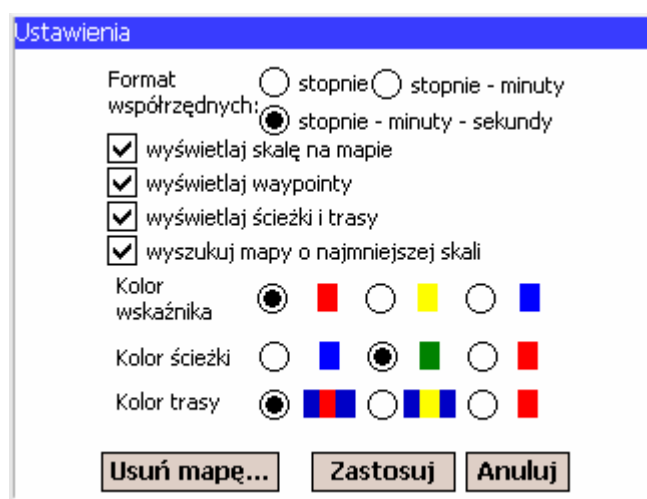 Ustawienia
Format współrzędnych:
stopnie stopnie - minuty
stopnie - minuty - sekundy
wyświetlaj skalę na mapie
wyświetlaj waypointy
wyświetlaj ścieżki i trasy
wyszukuj mapy o najmniejszej skali
Kolor
wskaźnika
Kolor ścieżki
Kolor trasy
Usuń mapę... Zastosuj Anuluj